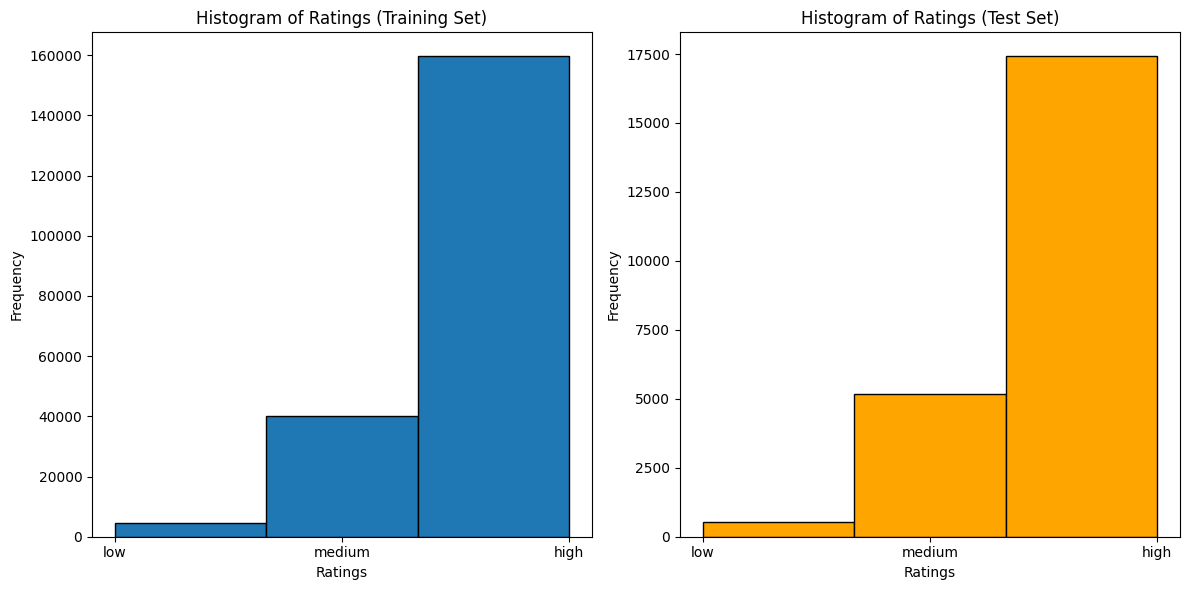 Histogram of Ratings (Training Set)
160000
140000
120000
100000
80000
60000
40000
20000
0
Frequency
low medium high
Ratings
Histogram of Ratings (Test Set)
17500
15000
12500
10000
7500
5000
2500
0
Frequency
low medium high
Ratings